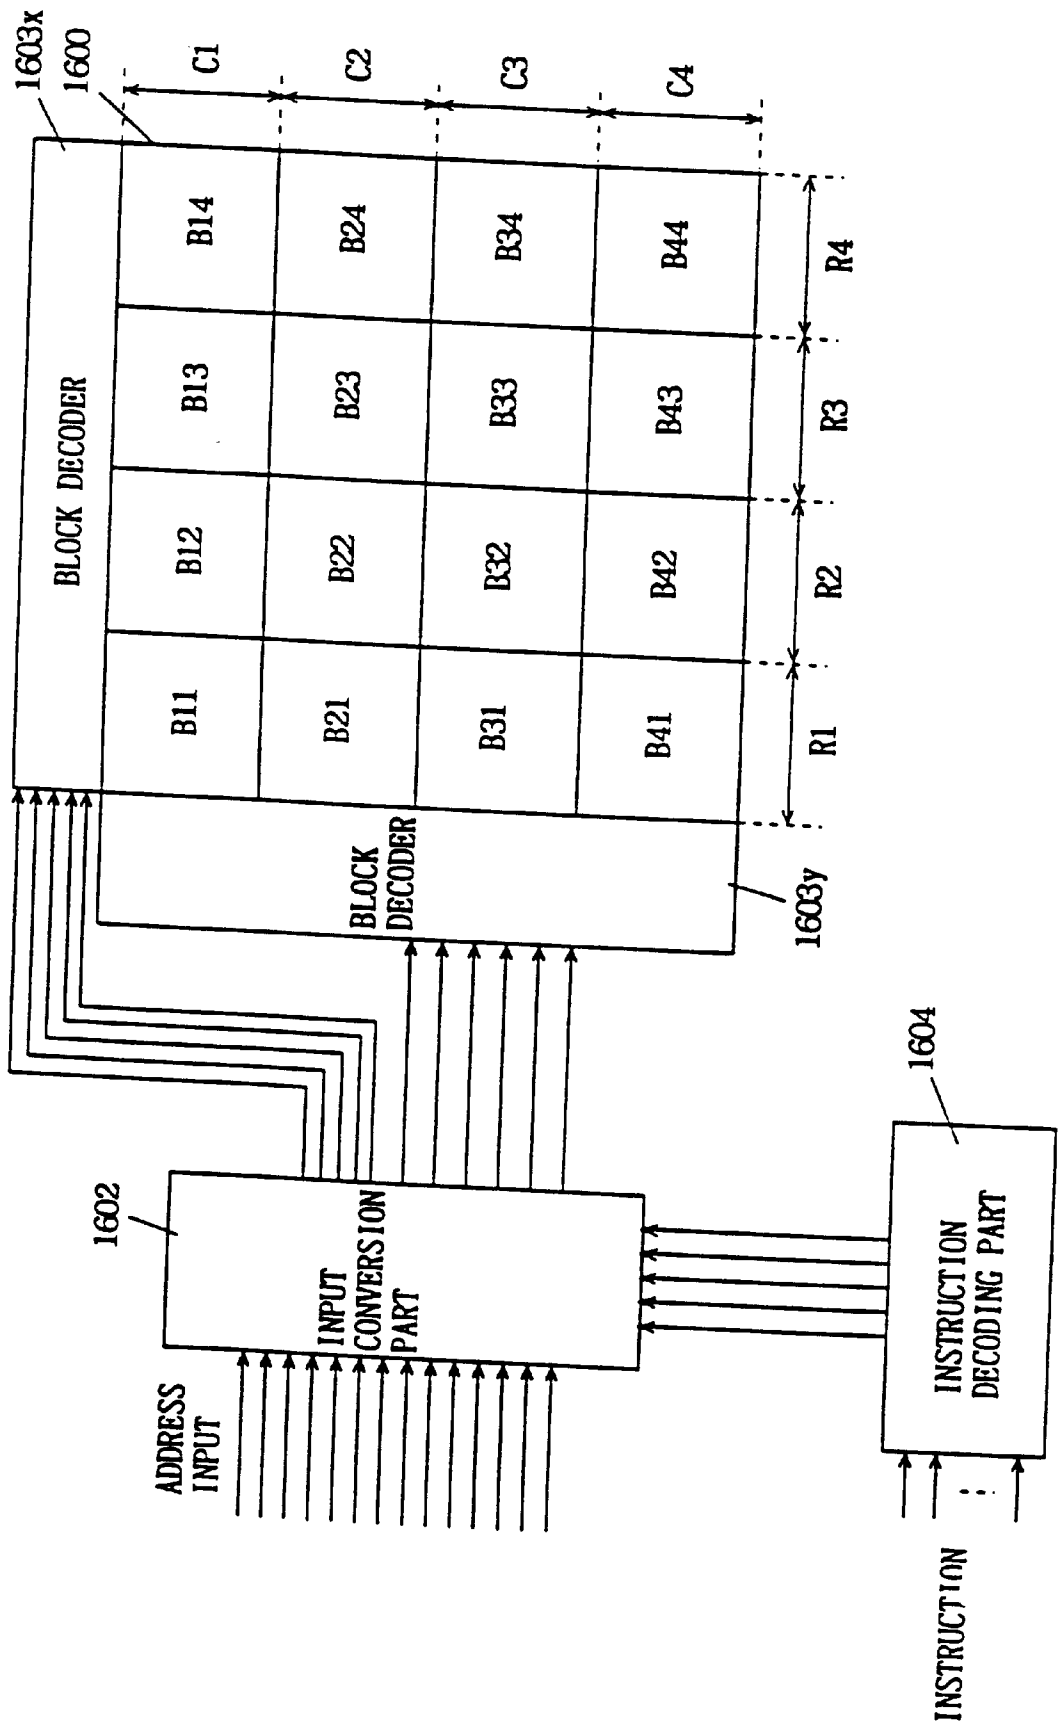 1603x
1600
BLOCK DECODER
1602
ADDRESS
INPUT
B11 B12 B13 B14 C1
B21 B22 B23 B24 C2
INPUT
CONVERSION
PART
BLOCK
DECODER
B31 B32 B33 B34 C3
B41 B42 B43 B44 C4
1603y
R1 R2 R3 R4
1604
INSTRUCTION
INSTRUCTION
DECODING PART